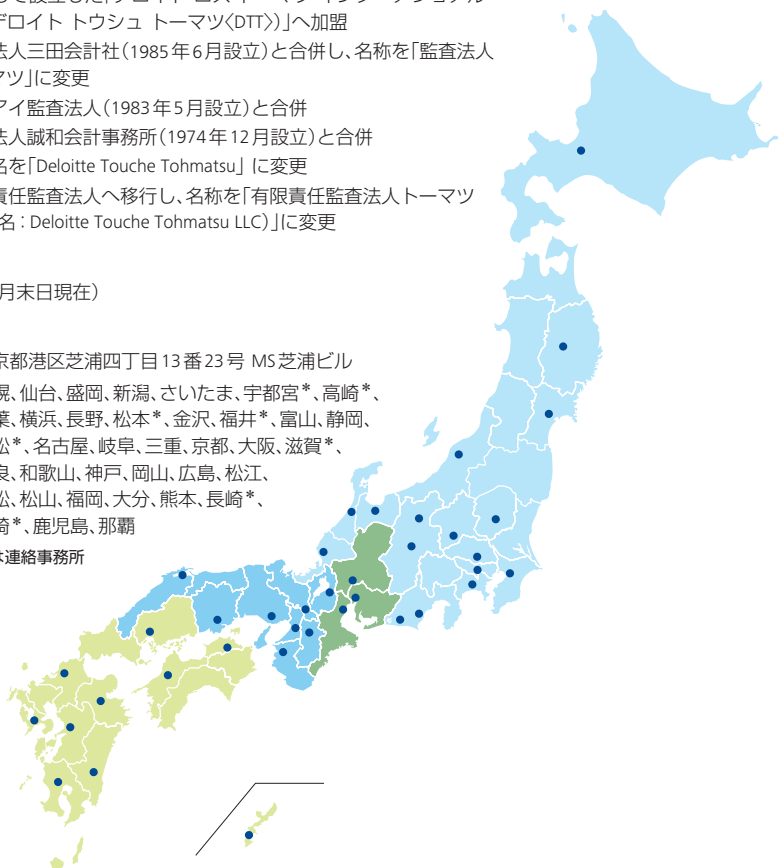 デロイト トウシュ トーマツ〈DTT〉)」へ加盟
法人三田会計社(1985年6月設立)と合併し、名称を「監査法人
マツ」に変更
アイ監査法人(1983年5月設立)と合併
法人誠和会計事務所(1974年12月設立)と合併
名を「Deloitte Touche Tohmatsu」に変更
責任監査法人へ移行し、名称を「有限責任監査法人トーマツ
名:Deloitte Touche Tohmatsu LLC)」に変更
月末日現在)
京都港区芝浦四丁目13番23号 MS芝浦ビル
幌、仙台、盛岡、新潟、さいたま、宇都宮*、高崎*、
葉、横浜、長野、松本*、金沢、福井*、富山、静岡、
松*、名古屋、岐阜、三重、京都、大阪、滋賀*、
良、和歌山、神戸、岡山、広島、松江、
松、松山、福岡、大分、熊本、長崎*、
崎*、鹿児島、那覇
は連絡事務所